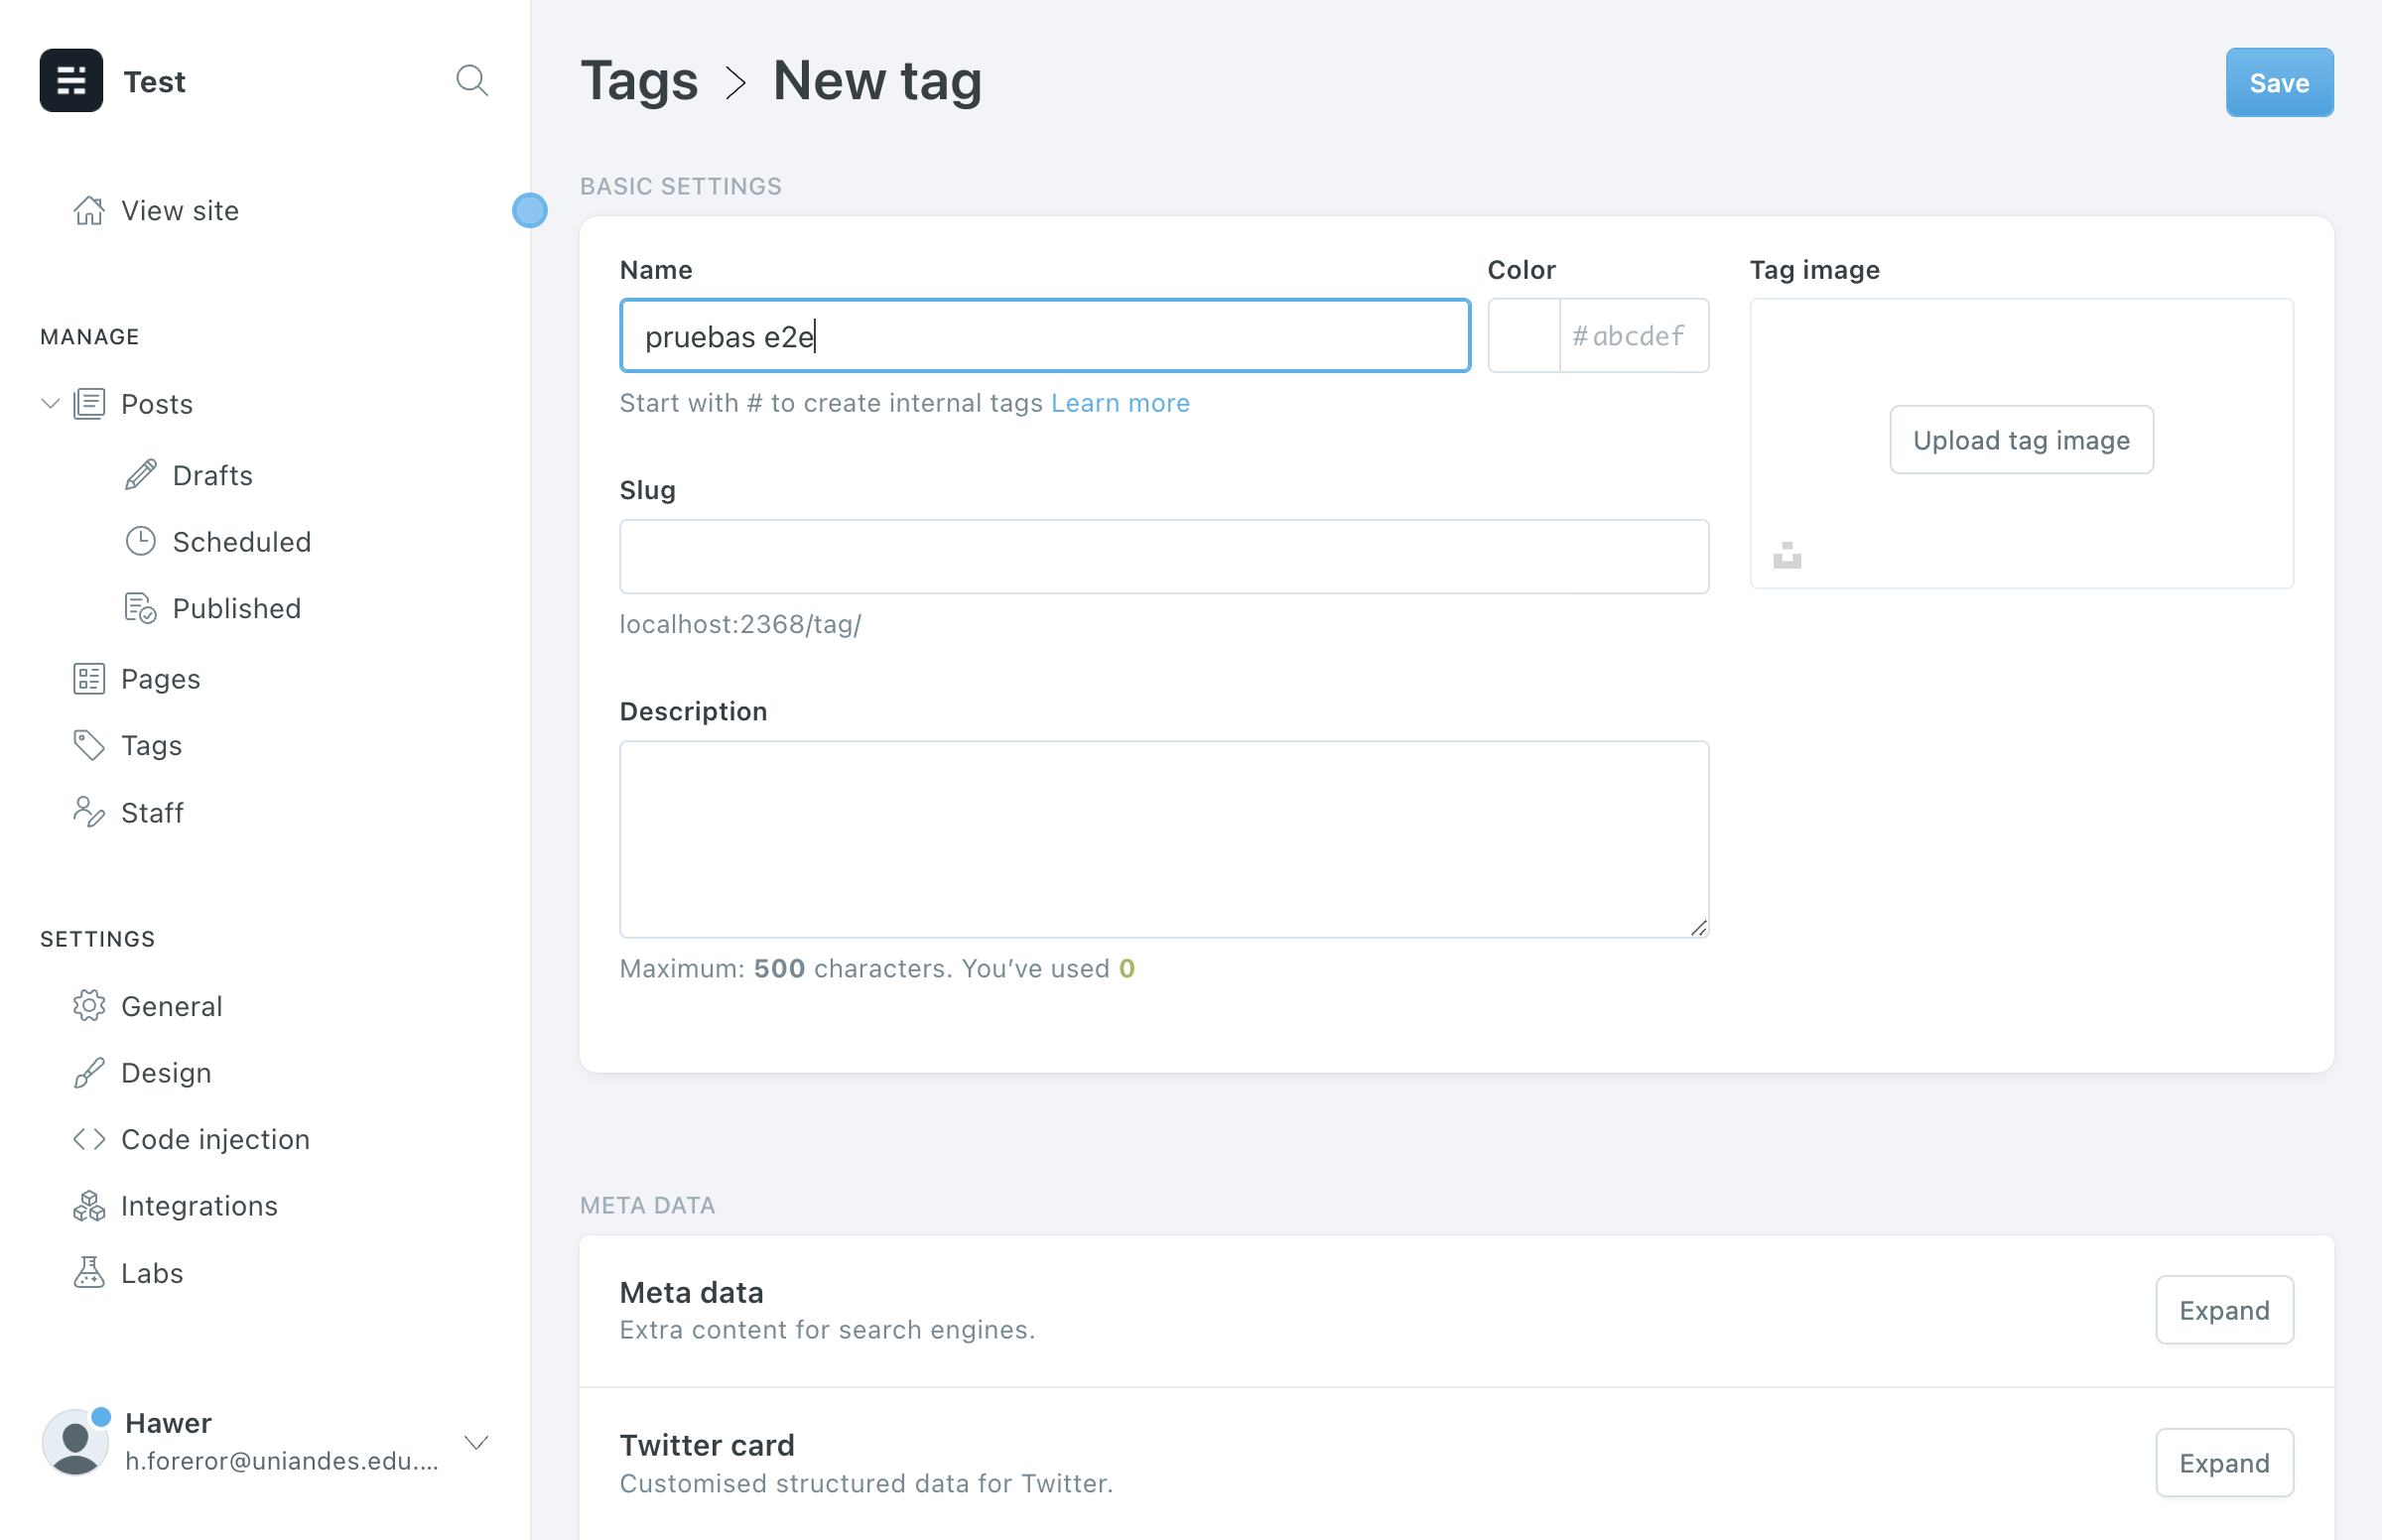 Test
View site
MANAGE
Posts
Drafts
Scheduled
Published
Pages
Tags
Staff
SETTINGS
General
Design
Code injection
Integrations
Labs
Hawer
h.foreror@uniandes.edu....
Tags > New tag
Save
BASIC SETTINGS
Name
pruebas e2e
Start with # to create internal tags Learn more
Color
#abcdef
Tag image
Upload tag image
Slug
localhost:2368/tag/
Description
Maximum: 500 characters. You’ve used 0
META DATA
Meta data
Extra content for search engines.
Expand
Twitter card
Customised structured data for Twitter.
Expand